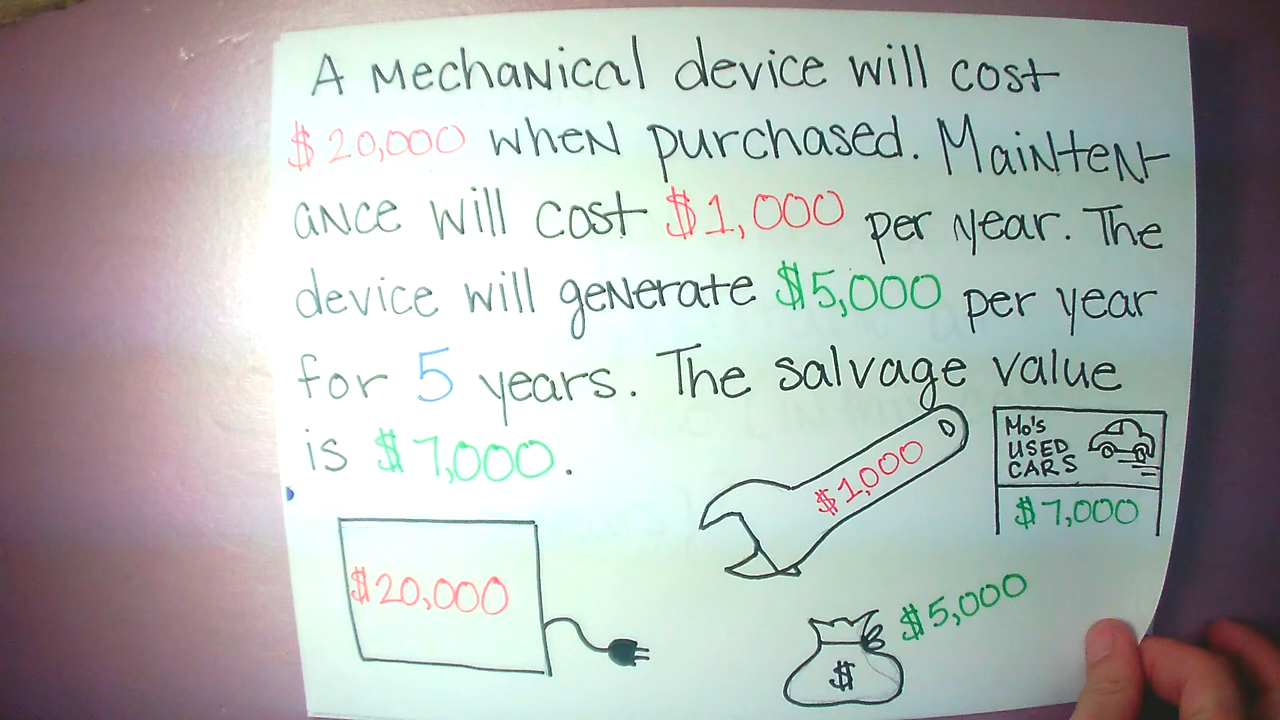 A Mechanical device will cost
$20,000 when purchased. Mainten
ance will cost $1,000 per year. The
device will generate $5,000 per year
for 5 years. The salvage value
is $7,000.
Mo's
USED
CARS
$7,000
$1,000
$20,000
$5,000
$